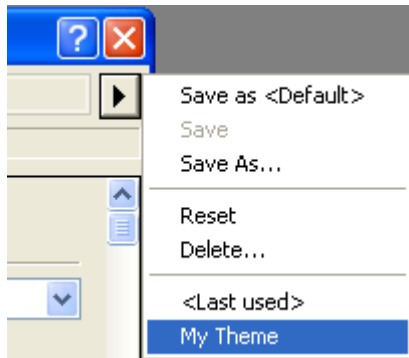 ?
Save as <Default>
Save
Save As...
Reset
Delete...
<Last used>
My Theme